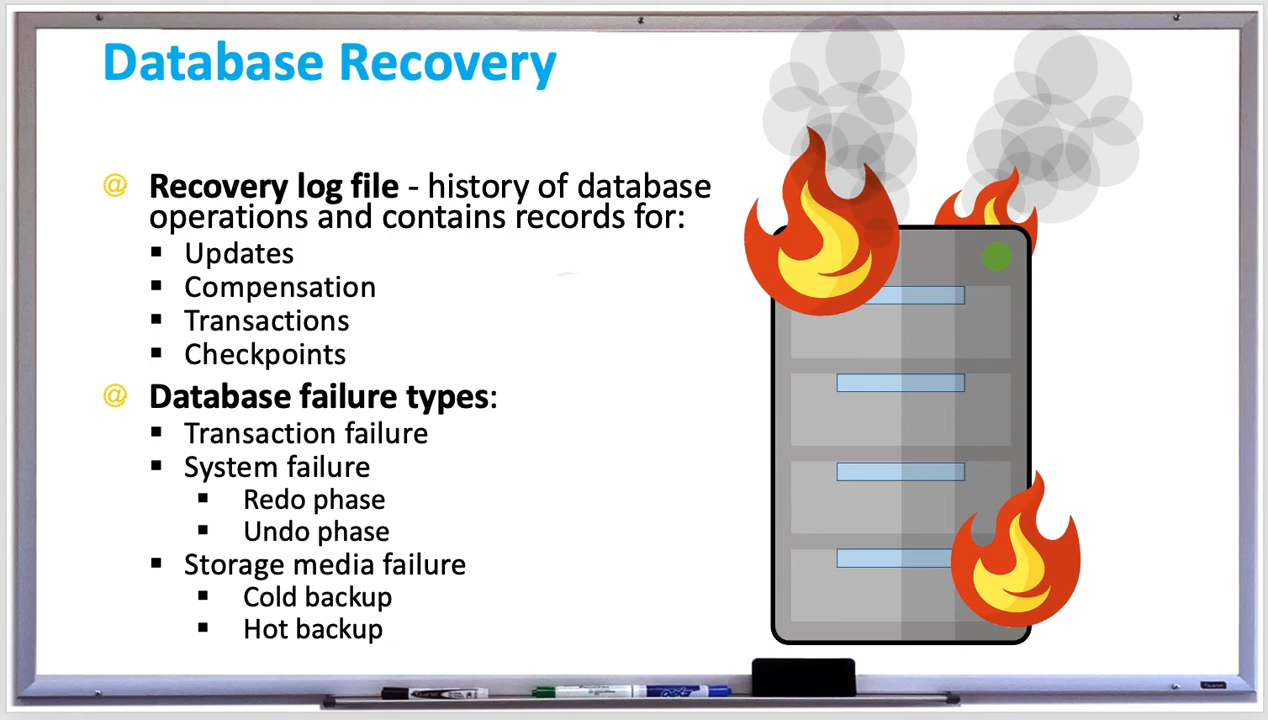 Database Recovery
@ Recovery log file - history of database
operations and contains records for:
▪ Updates
▪ Compensation
▪ Transactions
▪ Checkpoints
@ Database failure types:
▪ Transaction failure
▪ System failure
▪ Redo phase
▪ Undo phase
▪ Storage media failure
▪ Cold backup
▪ Hot backup